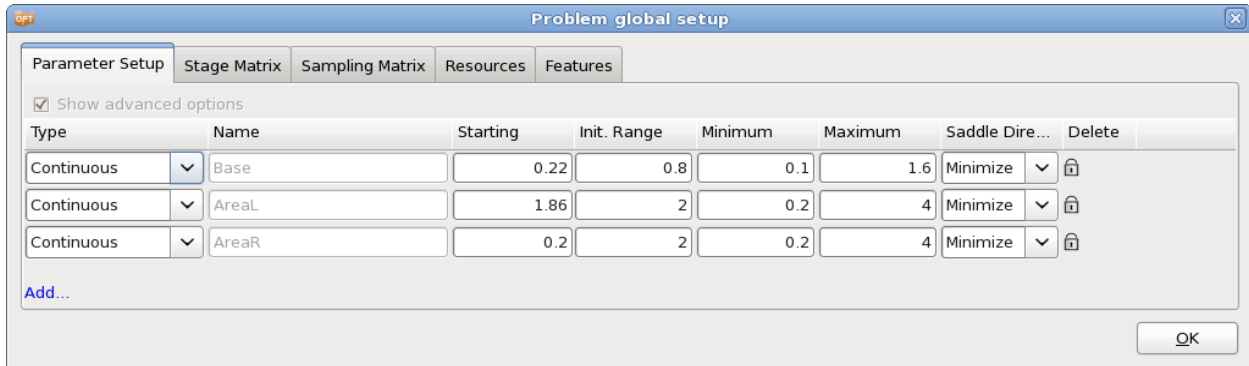 OPT Problem global setup
Parameter Setup Stage Matrix Sampling Matrix Resources Features
Show advanced options
Type Name Starting Init. Range Minimum Maximum Saddle Dire... Delete
Continuous Base 0.22 0.8 0.1 1.6 Minimize
Continuous AreaL 1.86 2 0.2 4 Minimize
Continuous AreaR 0.2 2 0.2 4 Minimize
Add...
OK